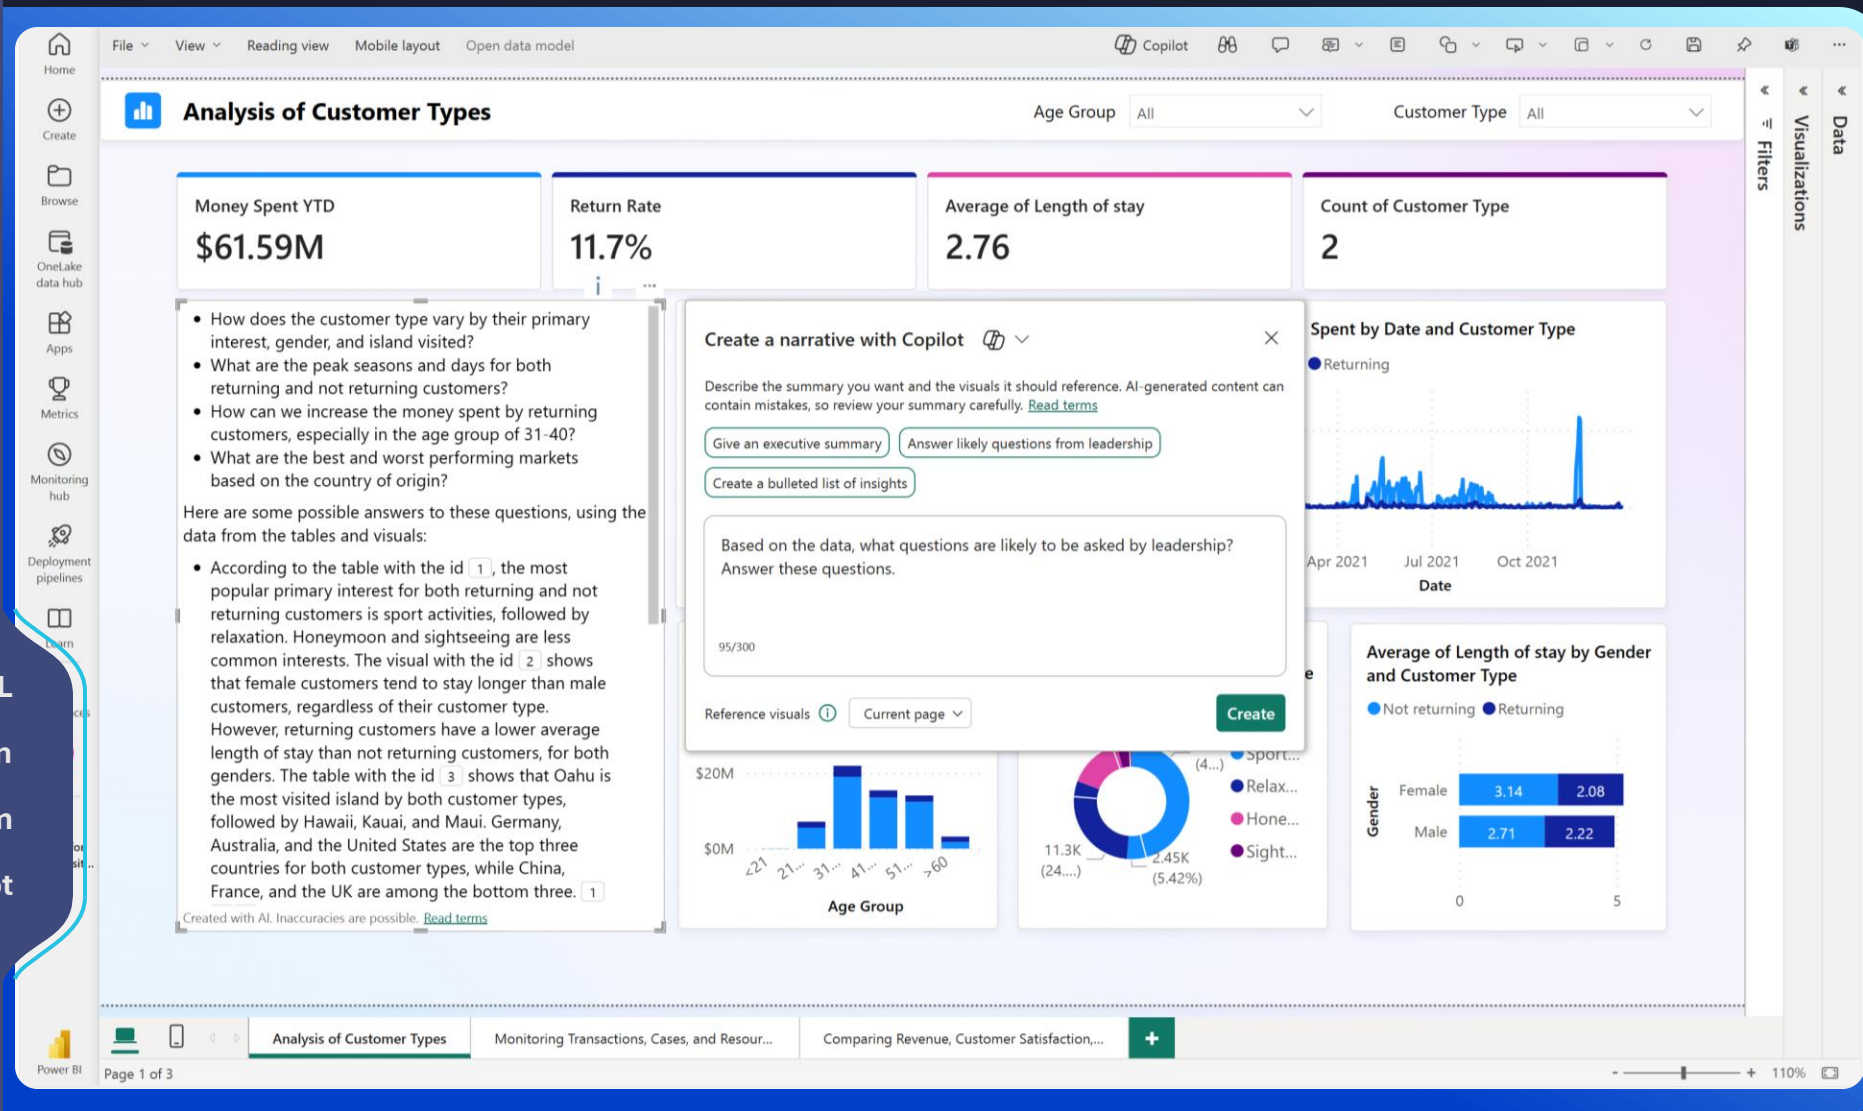 Home
Create
Browse
OneLake
data hub
Apps
Metrics
Monitoring
hub
Deployment
pipelines
Power BI
File
View
Reading view
Mobile layout
Open data model
Copilot
Analysis of Customer Types
Age Group
All
Customer Type
All
Filters
Visualizations
Data
Money Spent YTD
$61.59M
Return Rate
11.7%
Average of Length of stay
2.76
Count of Customer Type
2
• How does the customer type vary by their primary
interest, gender, and island visited?
• What are the peak seasons and days for both
returning and not returning customers?
• How can we increase the money spent by returning
customers, especially in the age group of 31-40?
• What are the best and worst performing markets
based on the country of origin?
Here are some possible answers to these questions, using the
data from the tables and visuals:
• According to the table with the id 1 , the most
popular primary interest for both returning and not
returning customers is sport activities, followed by
relaxation. Honeymoon and sightseeing are less
common interests. The visual with the id 2 shows
that female customers tend to stay longer than male
customers, regardless of their customer type.
However, returning customers have a lower average
length of stay than not returning customers, for both
genders. The table with the id 3 shows that Oahu is
the most visited island by both customer types,
followed by Hawaii, Kauai, and Maui. Germany,
Australia, and the United States are the top three
countries for both customer types, while China,
France, and the UK are among the bottom three. 1
Created with AI. Inaccuracies are possible. Read terms
Create a narrative with Copilot
Describe the summary you want and the visuals it should reference. AI-generated content can
contain mistakes, so review your summary carefully. Read terms
Give an executive summary
Answer likely questions from leadership
Create a bulleted list of insights
Based on the data, what questions are likely to be asked by leadership?
Answer these questions.
95/300
Reference visuals
Current page
Create
Spent by Date and Customer Type
Returning
Apr 2021
Jul 2021
Oct 2021
Date
$20M
$0M
<21
21...
31...
41...
51...
>60
Age Group
(4...)
11.3K
(24....)
2.45K
(5.42%)
Sport...
Relax...
Hone...
Sight...
Average of Length of stay by Gender
and Customer Type
Not returning
Returning
Gender
Female
3.14
2.08
Male
2.71
2.22
0
5
Analysis of Customer Types
Monitoring Transactions, Cases, and Resour...
Comparing Revenue, Customer Satisfaction,...
+
Page 1 of 3
- + 110%